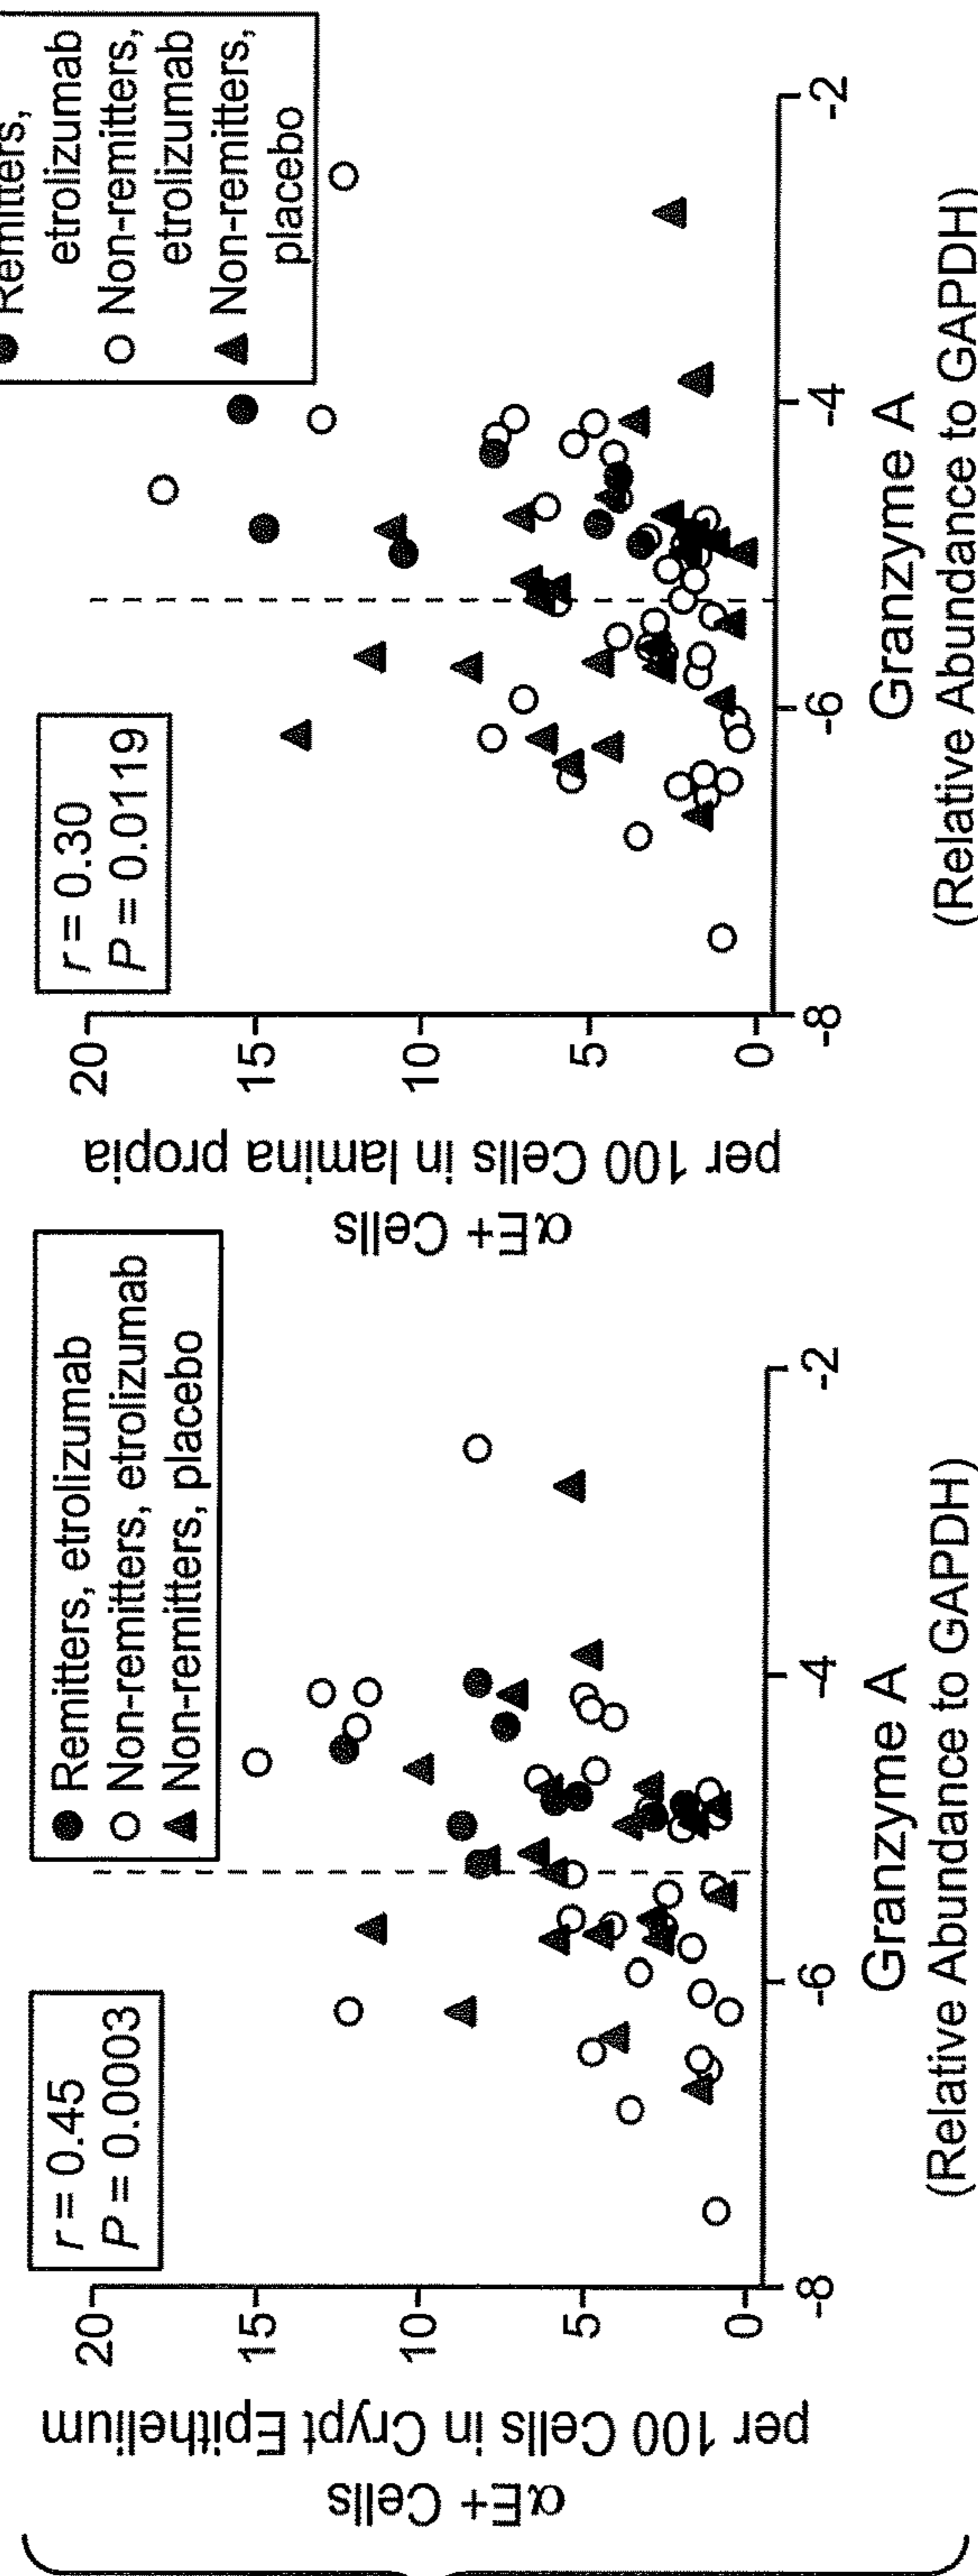 r = 0.45
P = 0.0003
Remitters, etrolizumab
Non-remitters, etrolizumab
Non-remitters, placebo
αE+ Cells
per 100 Cells in Crypt Epithelium
20
15
10
5
0
-8
-6
-4
-2
Granzyme A
(Relative Abundance to GAPDH)
r = 0.30
P = 0.0119
Remitters,
etrolizumab
Non-remitters,
etrolizumab
Non-remitters,
placebo
αE+ Cells
per 100 Cells in lamina propia
20
15
10
5
0
-8
-6
-4
-2
Granzyme A
(Relative Abundance to GAPDH)